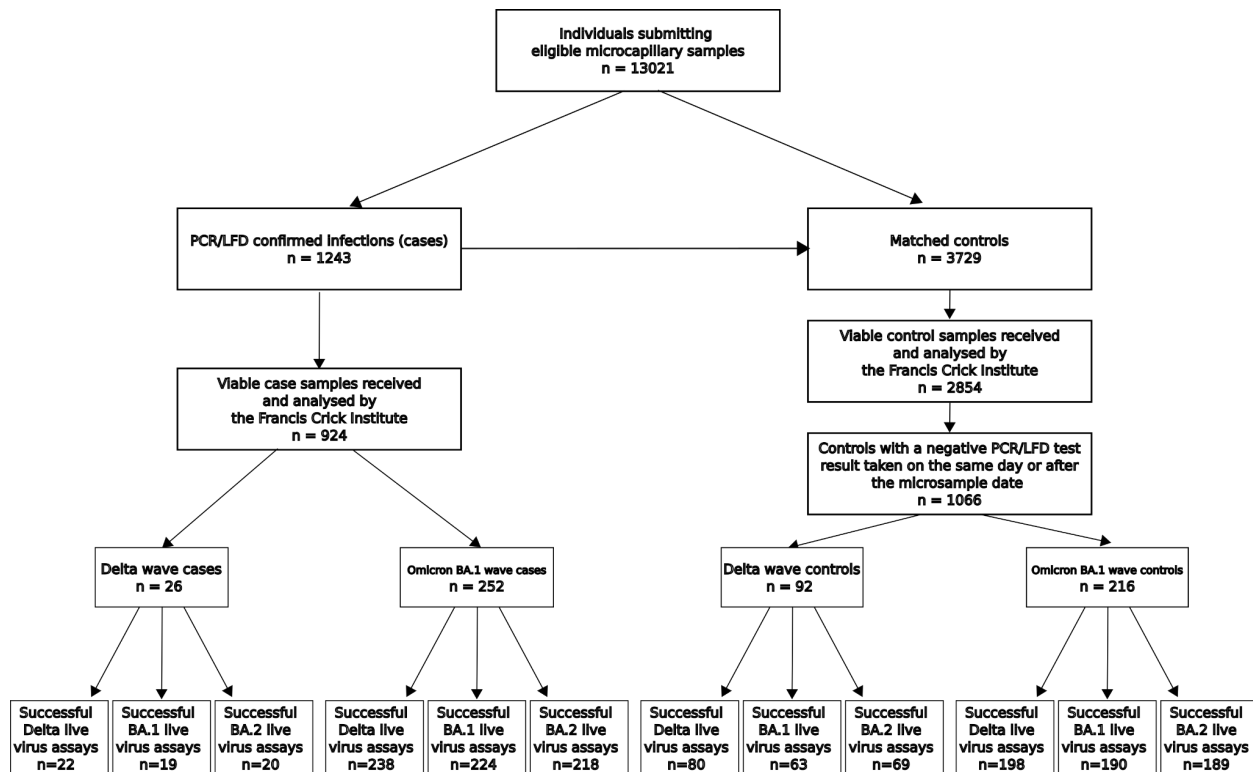 Individuals submitting
eligible microcapillary samples
n = 13021
PCR/LFD confirmed infections (cases)
n = 1243
Matched controls
n = 3729
Viable case samples received
and analysed by
the Francis Crick Institute
n = 924
Viable control samples received
and analysed by
the Francis Crick Institute
n = 2854
Controls with a negative PCR/LFD test
result taken on the same day or after
the microsample date
n = 1066
Delta wave cases
n = 26
Omicron BA.1 wave cases
n = 252
Delta wave controls
n = 92
Omicron BA.1 wave controls
n = 216
Successful
Delta live
virus assays
n=22
Successful
BA.1 live
virus assays
n=19
Successful
BA.2 live
virus assays
n=20
Successful
Delta live
virus assays
n=238
Successful
BA.1 live
virus assays
n=224
Successful
BA.2 live
virus assays
n=218
Successful
Delta live
virus assays
n=80
Successful
BA.1 live
virus assays
n=63
Successful
BA.2 live
virus assays
n=69
Successful
Delta live
virus assays
n=198
Successful
BA.1 live
virus assays
n=190
Successful
BA.2 live
virus assays
n=189